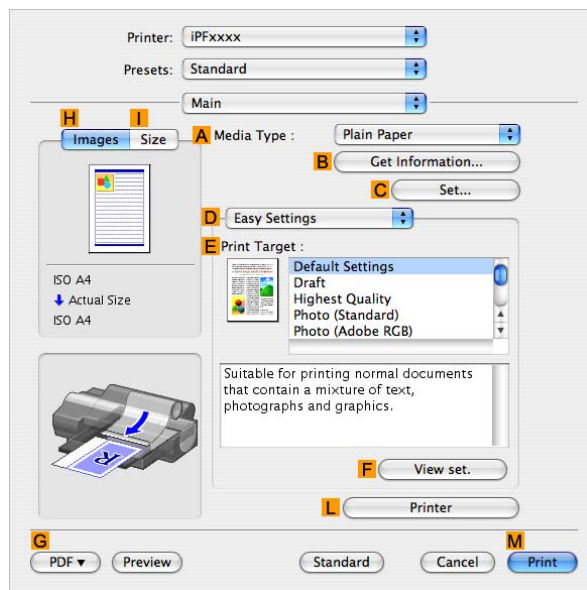 Printer: iPFxxxx
Presets: Standard
Main
H I
Images Size
A Media Type : Plain Paper
B Get Information...
C Set...
D Easy Settings
E Print Target :
Default Settings
Draft
Highest Quality
Photo (Standard)
Photo (Adobe RGB)
ISO A4
Actual Size
ISO A4
Suitable for printing normal documents
that contain a mixture of text,
photographs and graphics.
R
F View set.
L Printer
G M
PDF Preview Standard Cancel Print